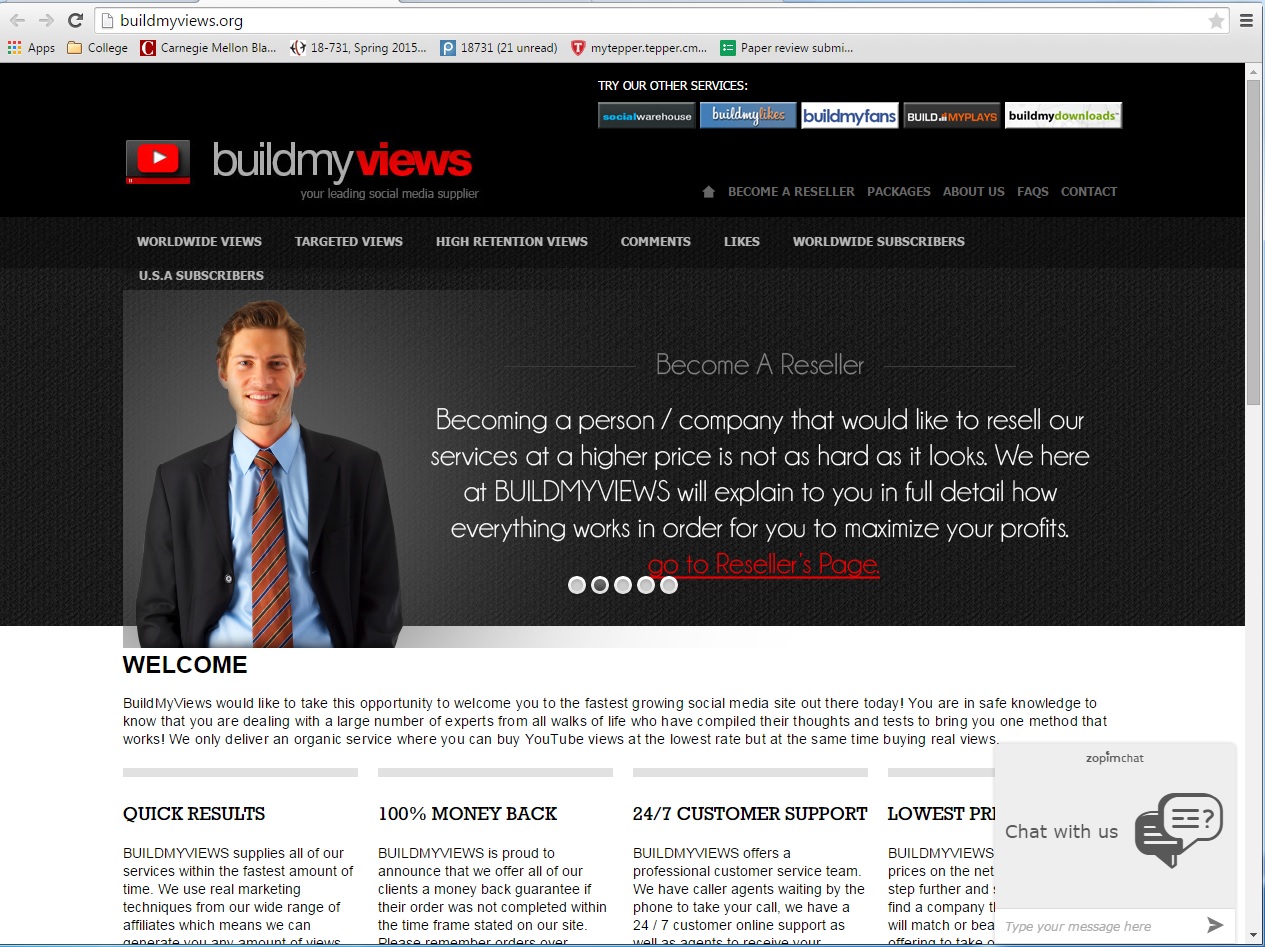 buildmyviews.org
Apps College Carnegie Mellon Bla... 18-731, Spring 2015... 18731 (21 unread) mytepper.tepper.cm... Paper review submi...
TRY OUR OTHER SERVICES:
socialwarehouse buildmylikes buildmyfans BUILD MYPLAYS buildmydownloads
buildmyviews
your leading social media supplier
BECOME A RESELLER PACKAGES ABOUT US FAQS CONTACT
WORLDWIDE VIEWS TARGETED VIEWS HIGH RETENTION VIEWS COMMENTS LIKES WORLDWIDE SUBSCRIBERS
U.S.A SUBSCRIBERS
Become A Reseller
Becoming a person / company that would like to resell our
services at a higher price is not as hard as it looks. We here
at BUILDMYVIEWS will explain to you in full detail how
everything works in order for you to maximize your profits.
go to Reseller's Page.
WELCOME
BuildMyViews would like to take this opportunity to welcome you to the fastest growing social media site out there today! You are in safe knowledge to
know that you are dealing with a large number of experts from all walks of life who have compiled their thoughts and tests to bring you one method that
works! We only deliver an organic service where you can buy YouTube views at the lowest rate but at the same time buying real views.
QUICK RESULTS
BUILDMYVIEWS supplies all of our
services within the fastest amount of
time. We use real marketing
techniques from our wide range of
affiliates which means we can
generate you any amount of views
100% MONEY BACK
BUILDMYVIEWS is proud to
announce that we offer all of our
clients a money back guarantee if
their order was not completed within
the time frame stated on our site.
Please remember orders over
24/7 CUSTOMER SUPPORT
BUILDMYVIEWS offers a
professional customer service team.
We have caller agents waiting by the
phone to take your call, we have a
24 / 7 customer online support as
well as agents to receive your
LOWEST PRI
BUILDMYVIEWS
prices on the net
step further and s
find a company th
will match or bea
offering to take o
zopim chat
Chat with us
Type your message here